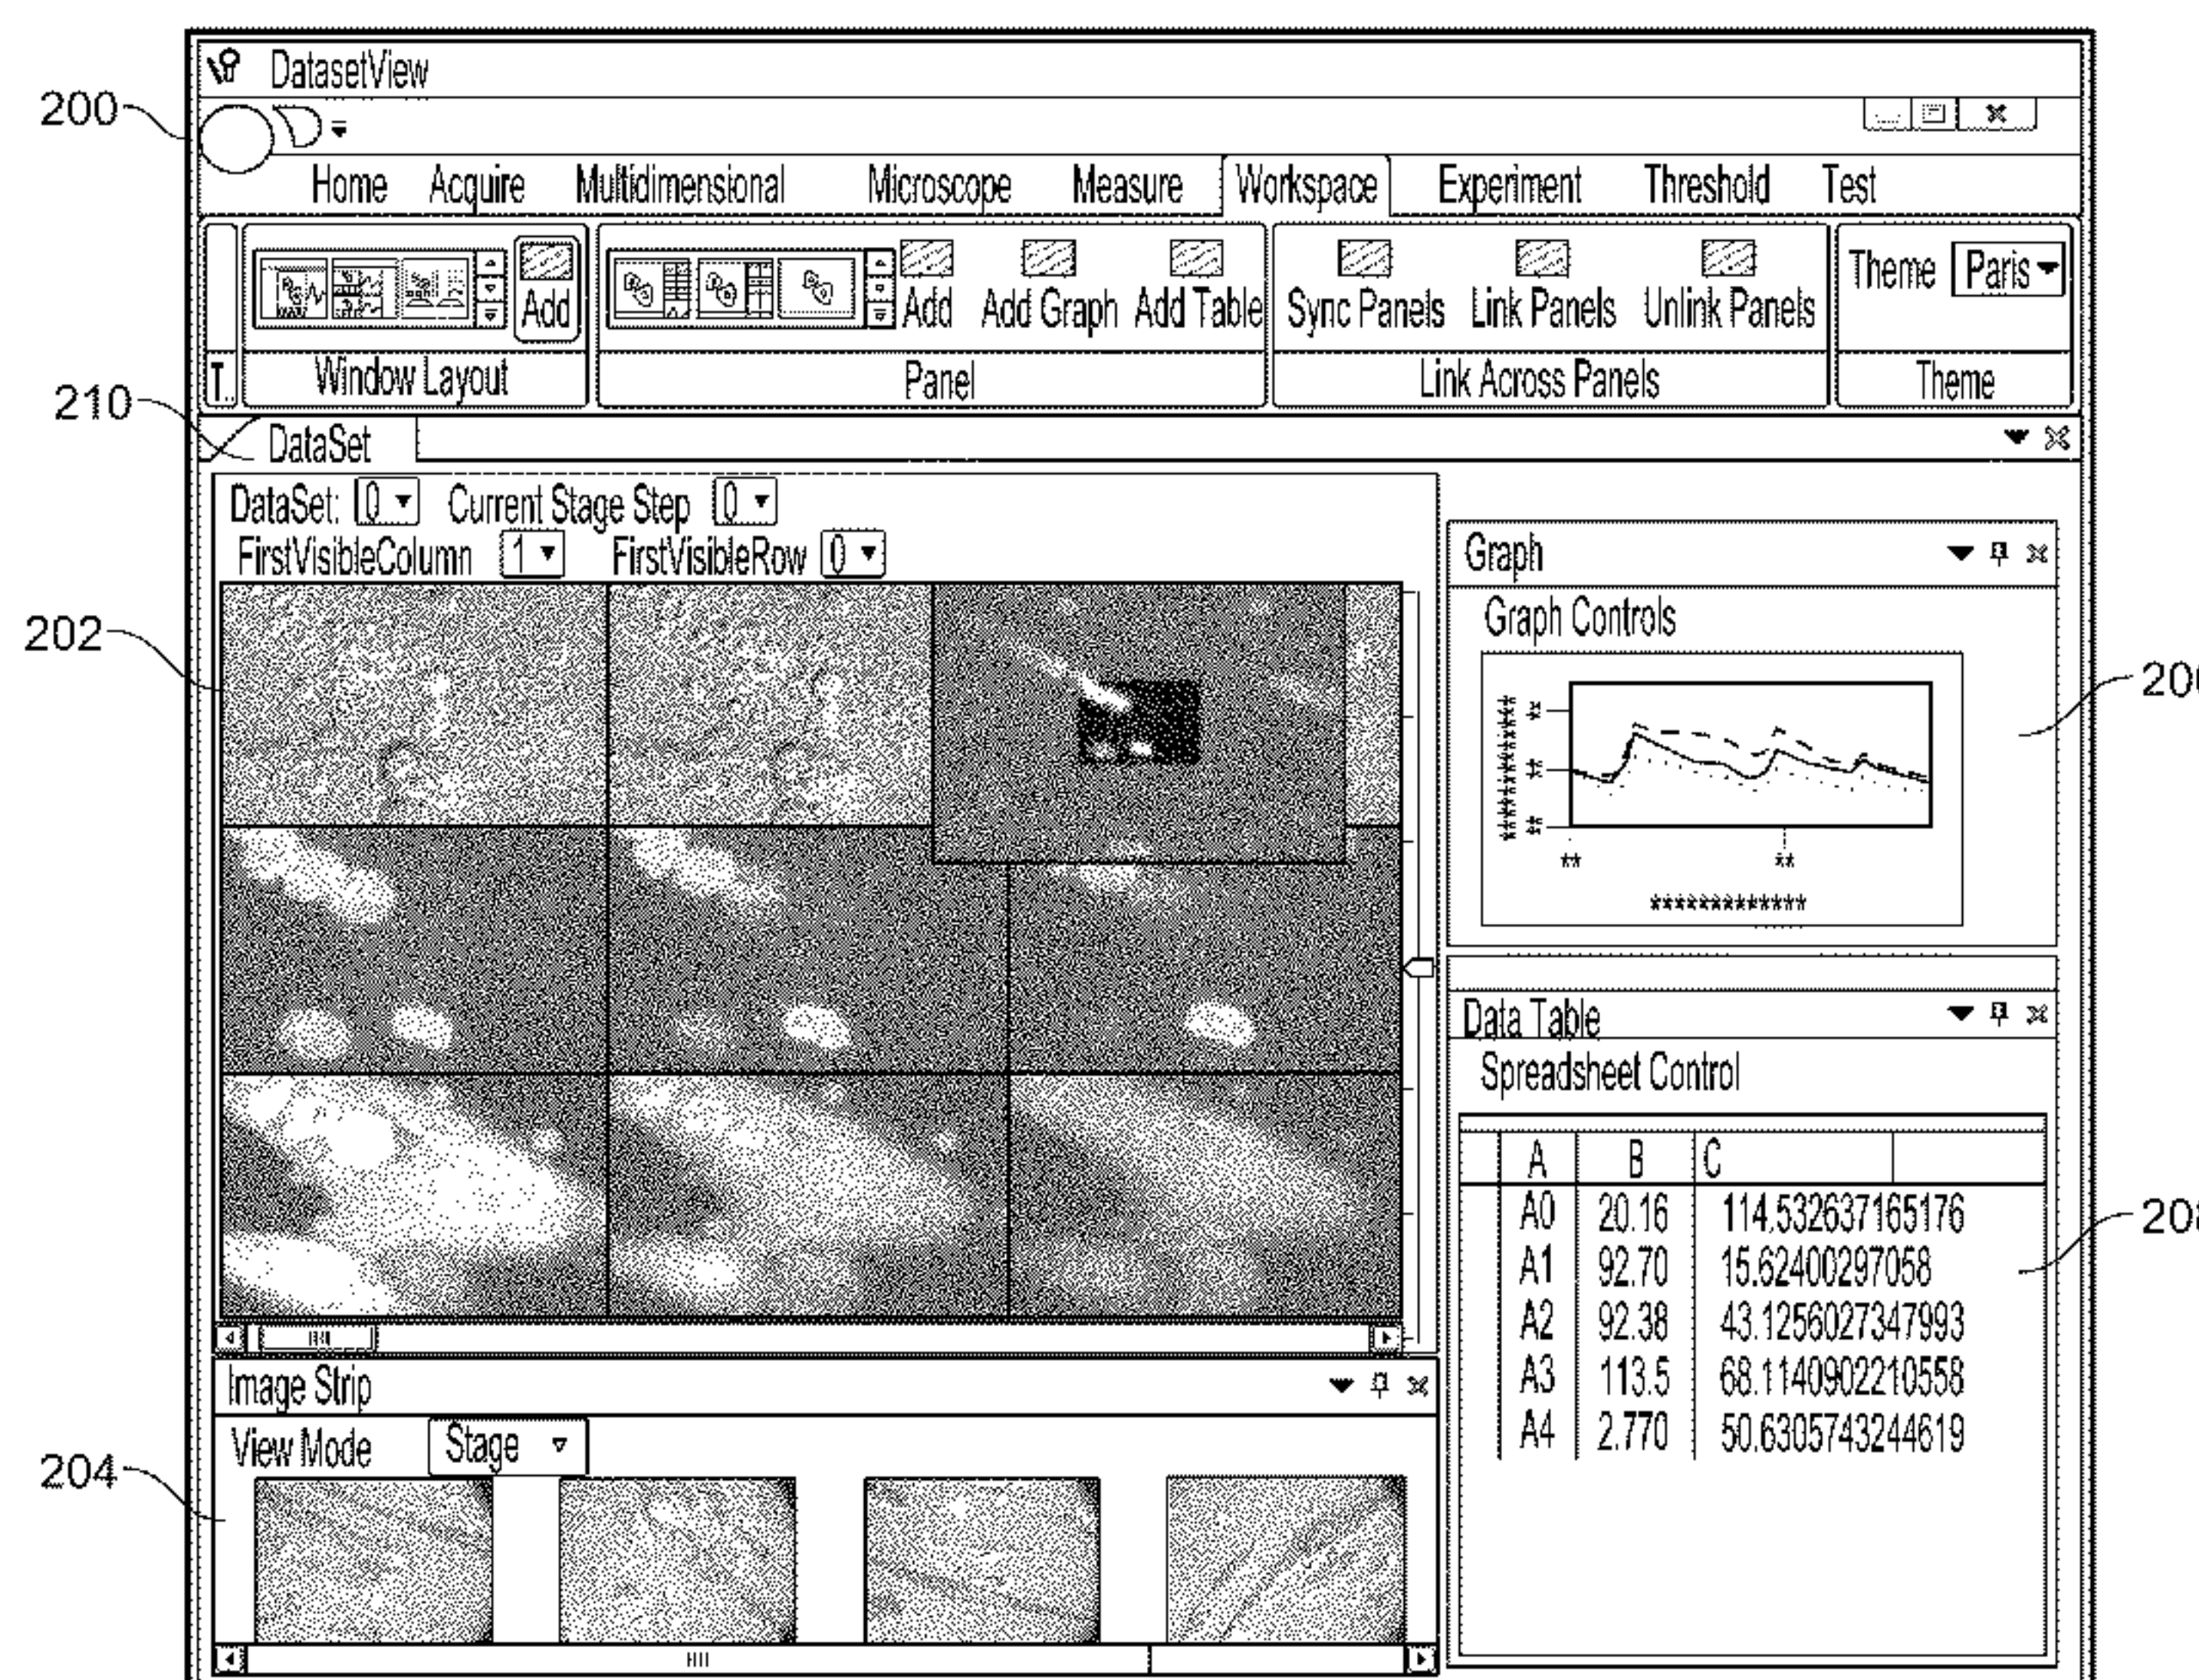 DatasetView
200
Home Acquire Multidimensional Microscope Measure Workspace Experiment Threshold Test
Add Add Add Graph Add Table Sync Panels Link Panels Unlink Panels Theme Paris
T.. Window Layout Panel Link Across Panels Theme
210
DataSet
DataSet: 0 Current Stage Step 0
FirstVisibleColumn 1 FirstVisibleRow 0
Graph
Graph Controls
202
**
**
**
** **
*************
Data Table
Spreadsheet Control
A B C
A0 20.16 114.532637165176
A1 92.70 15.62400297058
A2 92.38 43.1256027347993
A3 113.5 68.1140902210558
A4 2.770 50.6305743244619
Image Strip
View Mode Stage
204